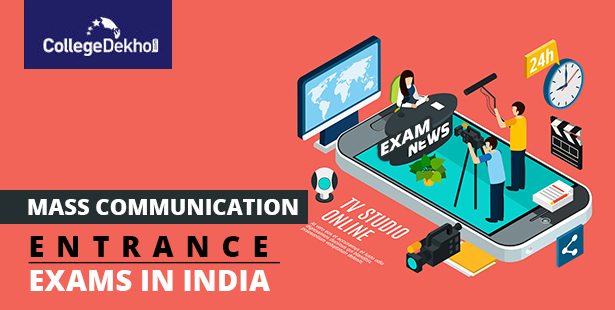 CollegeDekho
24h
EXAM
NEWS
TV STUDIO
ONLINE
MASS COMMUNICATION
ENTRANCE
EXAMS IN INDIA